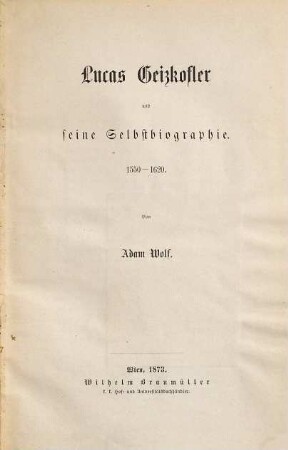 Lucas Geizkofler
und
seine Selbstbiographie.
1550—1620.
Von
Adam Wolf.
Wien, 1873.
Wilhelm Braumüller
k. k. Hof- und Universitätsbuchhändler.